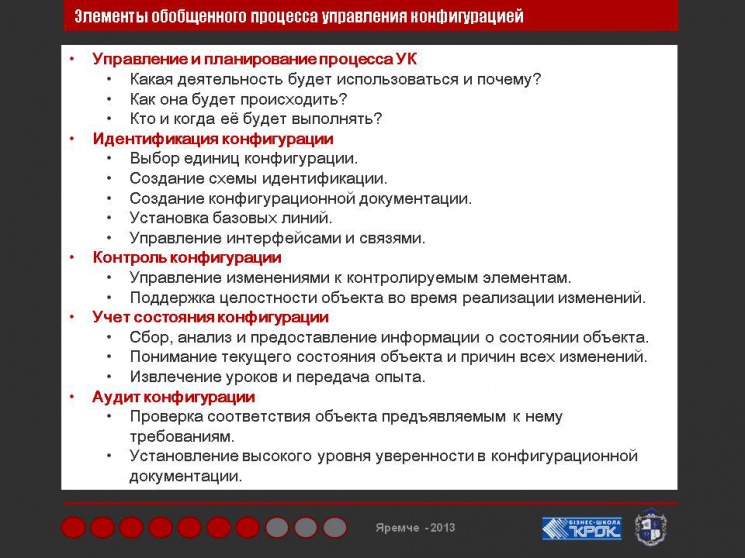 Элементы обобщенного процесса управления конфигурацией
• Управление и планирование процесса УК
• Какая деятельность будет использоваться и почему?
• Как она будет происходить?
• Кто и когда её будет выполнять?
• Идентификация конфигурации
• Выбор единиц конфигурации.
• Создание схемы идентификации.
• Создание конфигурационной документации.
• Установка базовых линий.
• Управление интерфейсами и связями.
• Контроль конфигурации
• Управление изменениями к контролируемым элементам.
• Поддержка целостности объекта во время реализации изменений.
• Учет состояния конфигурации
• Сбор, анализ и предоставление информации о состоянии объекта.
• Понимание текущего состояния объекта и причин всех изменений.
• Извлечение уроков и передача опыта.
• Аудит конфигурации
• Проверка соответствия объекта предъявляемым к нему
требованиям.
• Установление высокого уровня уверенности в конфигурационной
документации.
Яремче - 2013
БІЗНЕС-ШКОЛА
КРОК